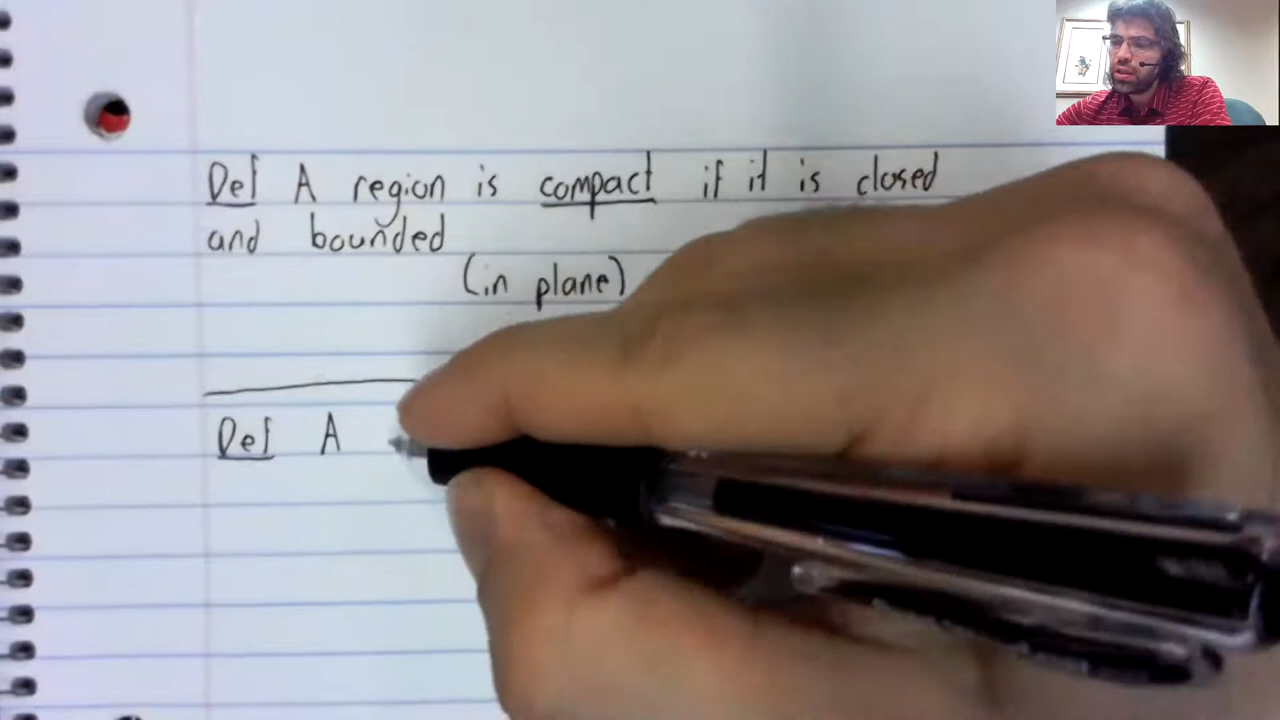 Def A region is compact if it is closed
and bounded
(in plane)
Def A